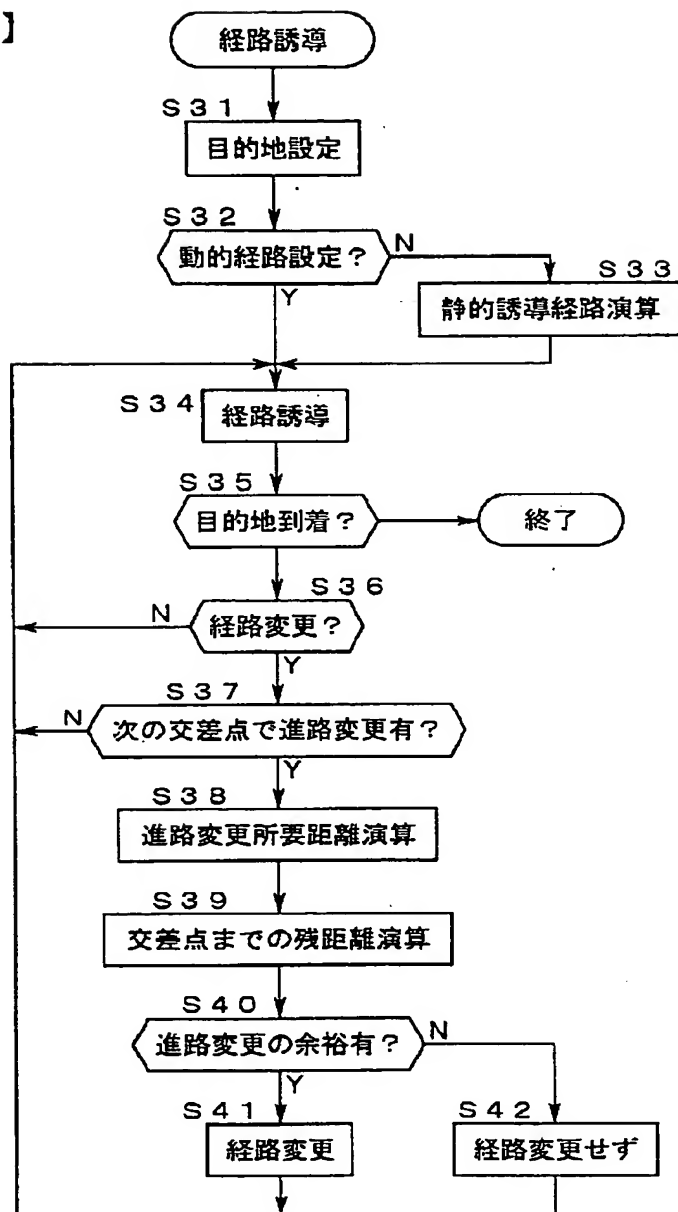 】
経路誘導
S31
目的地設定
S32
動的経路設定？
N
Y
S33
静的誘導経路演算
S34
経路誘導
S35
目的地到着？
終了
S36
経路変更？
N
Y
S37
次の交差点で進路変更有？
N
Y
S38
進路変更所要距離演算
S39
交差点までの残距離演算
S40
進路変更の余裕有？
N
Y
S41
経路変更
S42
経路変更せず